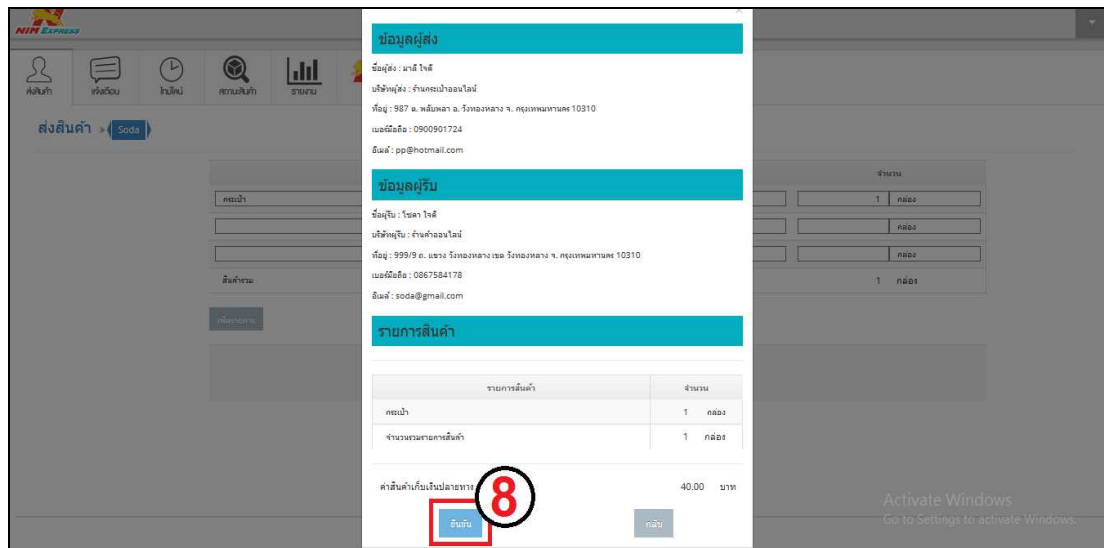 NIM EXPRESS
ส่งสินค้า
แจ้งเตือน
ไทม์ไลน์
สถานะสินค้า
รายงาน
ส่งสินค้า » Soda
จำนวน
กระเป๋า
1 กล่อง
กล่อง
กล่อง
สินค้ารวม
1 กล่อง
เพิ่มรายการ
ข้อมูลผู้ส่ง
ชื่อผู้ส่ง : มาลี ใจดี
บริษัทผู้ส่ง : ร้านกระเป๋าออนไลน์
ที่อยู่ : 987 ต. พลับพลา อ. วังทองหลาง จ. กรุงเทพมหานคร 10310
เบอร์มือถือ : 0900901724
อีเมล์ : pp@hotmail.com
ข้อมูลผู้รับ
ชื่อผู้รับ : โซดา ใจดี
บริษัทผู้รับ : ร้านค้าออนไลน์
ที่อยู่ : 999/9 ถ. แขวง วังทองหลาง เขต วังทองหลาง จ. กรุงเทพมหานคร 10310
เบอร์มือถือ : 0867584178
อีเมล์ : soda@gmail.com
รายการสินค้า
รายการสินค้า จำนวน
กระเป๋า 1 กล่อง
จำนวนรวมรายการสินค้า 1 กล่อง
ค่าสินค้าเก็บเงินปลายทาง 40.00 บาท
8
ยืนยัน กลับ
Activate Windows
Go to Settings to activate Windows.